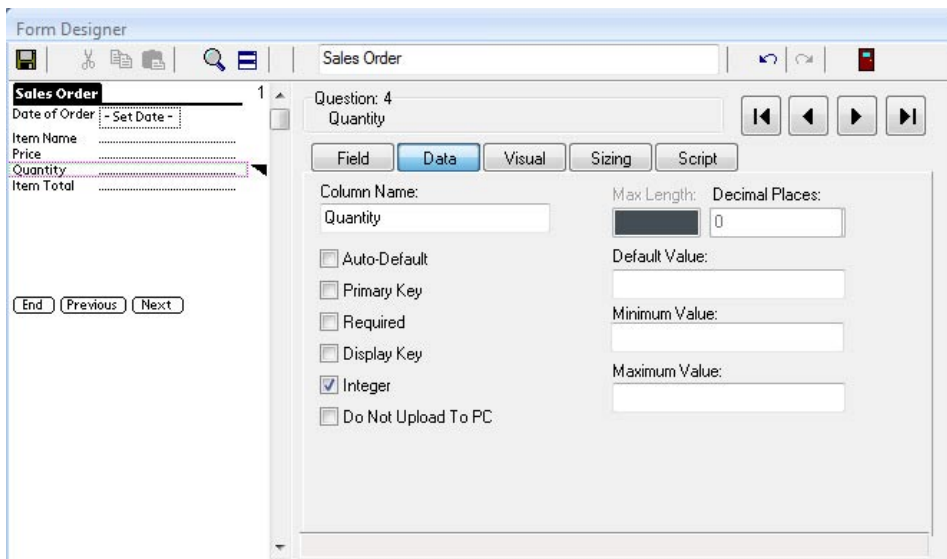 Form Designer
Sales Order
Sales Order 1
Date of Order - Set Date -
Item Name
Price
Quantity
Item Total
End Previous Next
Question: 4
Quantity
Field Data Visual Sizing Script
Column Name:
Quantity
Max Length: Decimal Places:
0
Auto-Default
Primary Key
Required
Display Key
Integer
Do Not Upload To PC
Default Value:
Minimum Value:
Maximum Value: